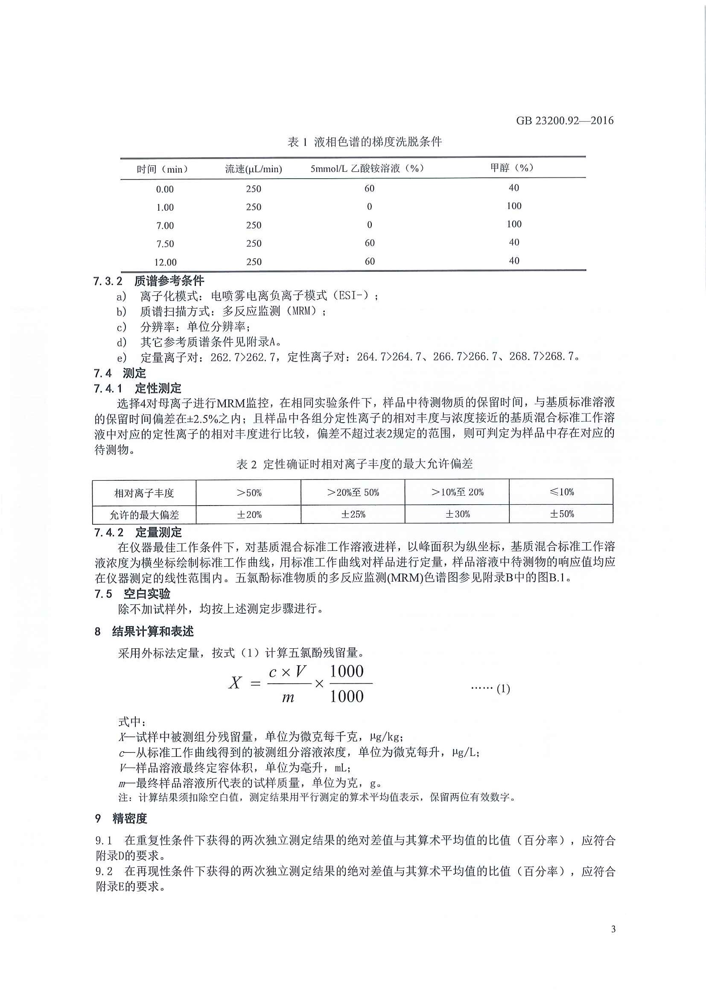 GB 23200.92—2016
表 1 液相色谱的梯度洗脱条件
时间（min） 流速(μL/min) 5mmol/L 乙酸铵溶液（%） 甲醇（%）
0.00 250 60 40
1.00 250 0 100
7.00 250 0 100
7.50 250 60 40
12.00 250 60 40
7.3.2 质谱参考条件
a) 离子化模式：电喷雾电离负离子模式（ESI-）；
b) 质谱扫描方式：多反应监测（MRM）；
c) 分辨率：单位分辨率；
d) 其它参考质谱条件见附录A。
e) 定量离子对：262.7>262.7，定性离子对：264.7>264.7、266.7>266.7、268.7>268.7。
7.4 测定
7.4.1 定性测定
选择4对母离子进行MRM监控，在相同实验条件下，样品中待测物质的保留时间，与基质标准溶液
的保留时间偏差在±2.5%之内；且样品中各组分定性离子的相对丰度与浓度接近的基质混合标准工作溶
液中对应的定性离子的相对丰度进行比较，偏差不超过表2规定的范围，则可判定为样品中存在对应的
待测物。
表 2 定性确证时相对离子丰度的最大允许偏差
相对离子丰度 ＞50% ＞20%至 50% ＞10%至 20% ≤10%
允许的最大偏差 ±20% ±25% ±30% ±50%
7.4.2 定量测定
在仪器最佳工作条件下，对基质混合标准工作溶液进样，以峰面积为纵坐标，基质混合标准工作溶
液浓度为横坐标绘制标准工作曲线，用标准工作曲线对样品进行定量，样品溶液中待测物的响应值均应
在仪器测定的线性范围内。五氯酚标准物质的多反应监测(MRM)色谱图参见附录B中的图B.1。
7.5 空白实验
除不加试样外，均按上述测定步骤进行。
8 结果计算和表述
采用外标法定量，按式（1）计算五氯酚残留量。
X = c × V / m × 1000 / 1000 ……(1)
式中：
X—试样中被测组分残留量，单位为微克每千克，μg/kg；
c—从标准工作曲线得到的被测组分溶液浓度，单位为微克每升，μg/L；
V—样品溶液最终定容体积，单位为毫升，mL；
m—最终样品溶液所代表的试样质量，单位为克，g。
注：计算结果须扣除空白值，测定结果用平行测定的算术平均值表示，保留两位有效数字。
9 精密度
9.1 在重复性条件下获得的两次独立测定结果的绝对差值与其算术平均值的比值（百分率），应符合
附录D的要求。
9.2 在再现性条件下获得的两次独立测定结果的绝对差值与其算术平均值的比值（百分率），应符合
附录E的要求。
3